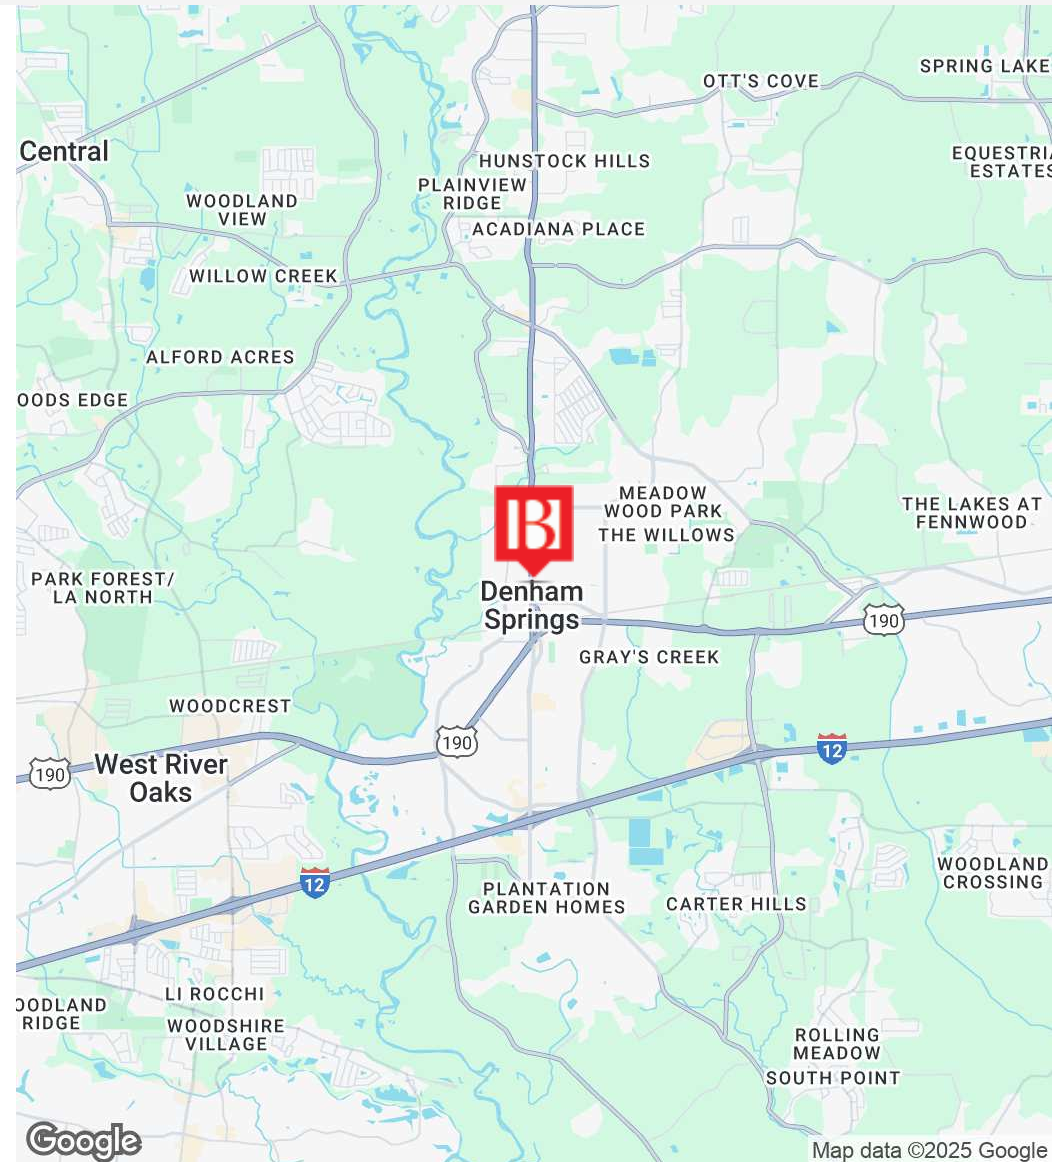 OTT'S COVE
SPRING LAKE
Central
HUNSTOCK HILLS
EQUESTRIA
ESTATES
PLAINVIEW
RIDGE
WOODLAND
VIEW
ACADIANA PLACE
WILLOW CREEK
ALFORD ACRES
OODS EDGE
MEADOW
WOOD PARK
THE WILLOWS
THE LAKES AT
FENNWOOD
B
PARK FOREST/
LA NORTH
Denham
Springs
190
GRAY'S CREEK
WOODCREST
190
12
190
West River
Oaks
12
WOODLAND
CROSSING
PLANTATION
GARDEN HOMES
CARTER HILLS
LI ROCCHI
OODLAND
RIDGE
WOODSHIRE
VILLAGE
ROLLING
MEADOW
SOUTH POINT
Google
Map data ©2025 Google